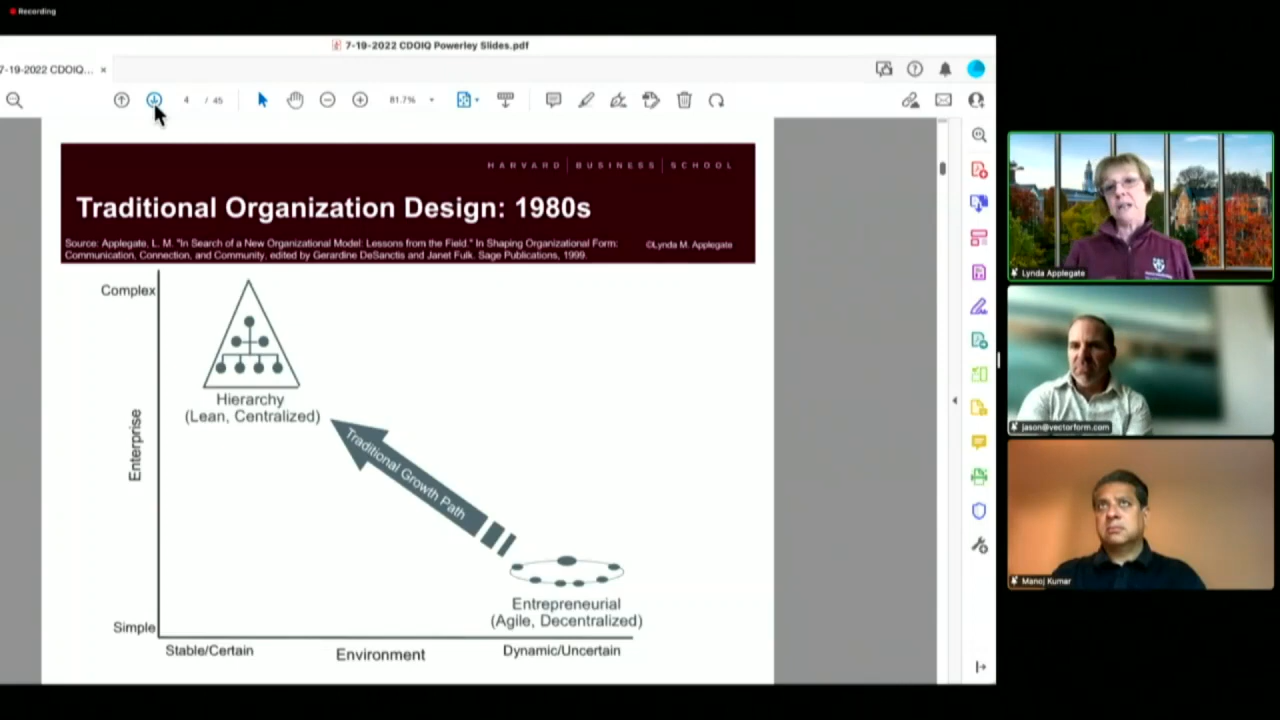 Recording
7-19-2022 CDOIQ Powerley Slides.pdf
7-19-2022 CDOIQ... ×
4 / 45
81.7%
HARVARD | BUSINESS | SCHOOL
Traditional Organization Design: 1980s
Source: Applegate, L. M. "In Search of a New Organizational Model: Lessons from the Field." In Shaping Organizational Form:
Communication, Connection, and Community, edited by Gerardine DeSanctis and Janet Fulk. Sage Publications, 1999.
©Lynda M. Applegate
Complex
Hierarchy
(Lean, Centralized)
Enterprise
Traditional Growth Path
Entrepreneurial
(Agile, Decentralized)
Simple
Stable/Certain
Environment
Dynamic/Uncertain
Lynda Applegate
jason@vectorform.com
Manoj Kumar